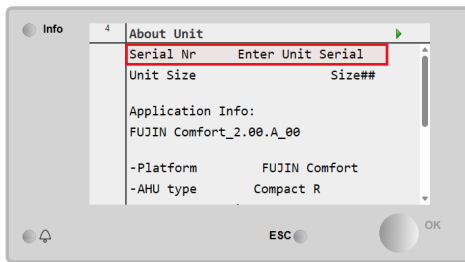 Info
4
About Unit
Serial Nr Enter Unit Serial
Unit Size Size##
Application Info:
FUJIN Comfort_2.00.A_00
-Platform FUJIN Comfort
-AHU type Compact R
ESC
OK